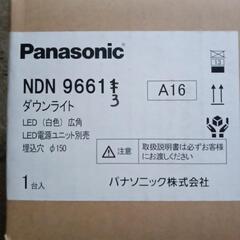 Panasonic
NDN 9661
3
A16
ダウンライト
LED（白色）広角
LED電源ユニット別売
埋込穴 φ150
注意
取扱説明書は必ずお客様に
お渡しください。
1台入
パナソニック株式会社